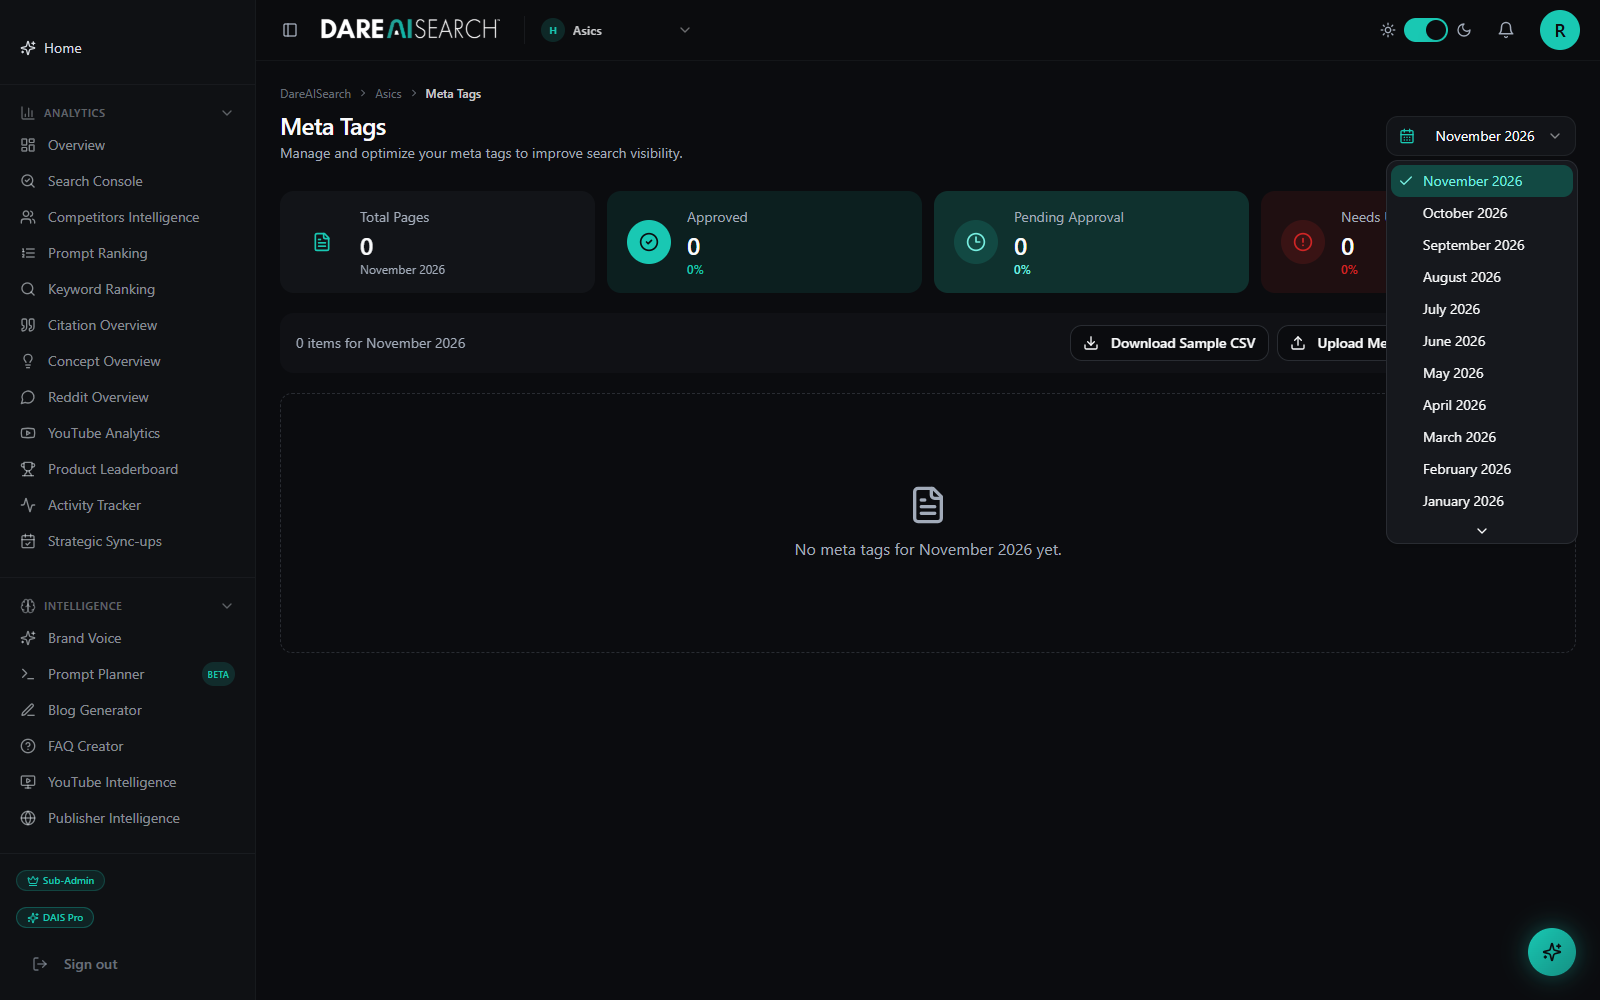 Home
ANALYTICS
Overview
Search Console
Competitors Intelligence
Prompt Ranking
Keyword Ranking
Citation Overview
Concept Overview
Reddit Overview
YouTube Analytics
Product Leaderboard
Activity Tracker
Strategic Sync-ups
INTELLIGENCE
Brand Voice
Prompt Planner BETA
Blog Generator
FAQ Creator
YouTube Intelligence
Publisher Intelligence
Sub-Admin
DAIS Pro
Sign out
DARE AI SEARCH
H Asics
R
DareAISearch > Asics > Meta Tags
Meta Tags
Manage and optimize your meta tags to improve search visibility.
November 2026
Total Pages
0
November 2026
Approved
0
0%
Pending Approval
0
0%
Needs
0
0%
0 items for November 2026
Download Sample CSV
Upload Me
No meta tags for November 2026 yet.
November 2026
October 2026
September 2026
August 2026
July 2026
June 2026
May 2026
April 2026
March 2026
February 2026
January 2026